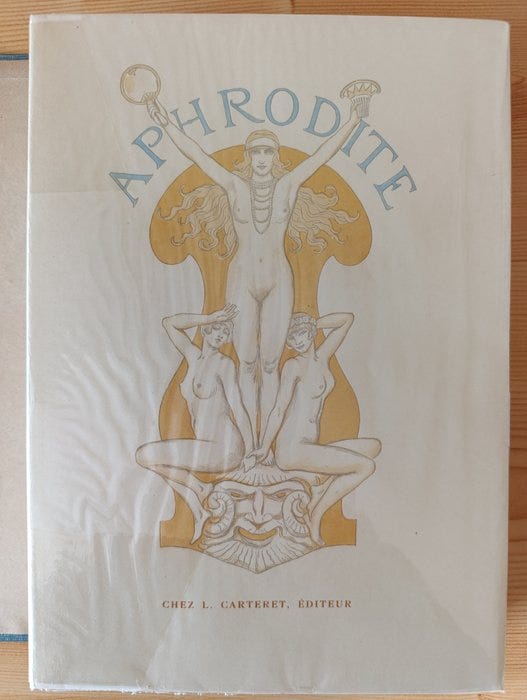 APHRODITE
CHEZ L. CARTERET, ÉDITEUR